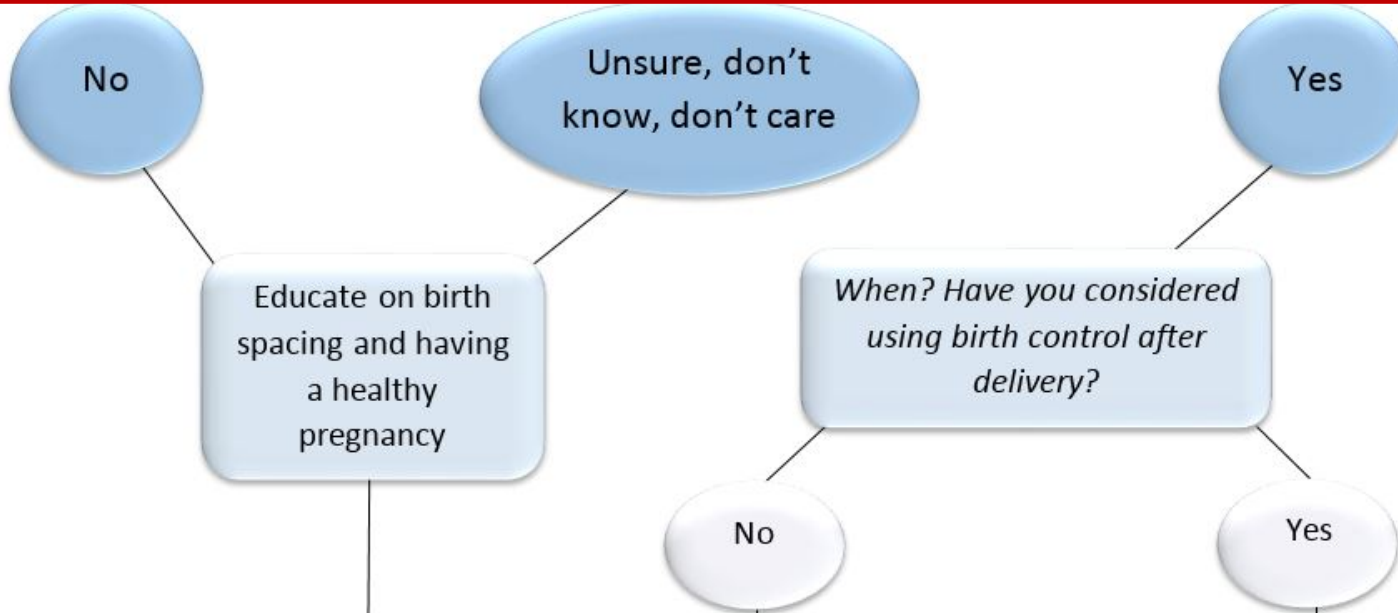 No
Unsure, don’t
know, don’t care
Yes
Educate on birth
spacing and having
a healthy
pregnancy
When? Have you considered
using birth control after
delivery?
No
Yes